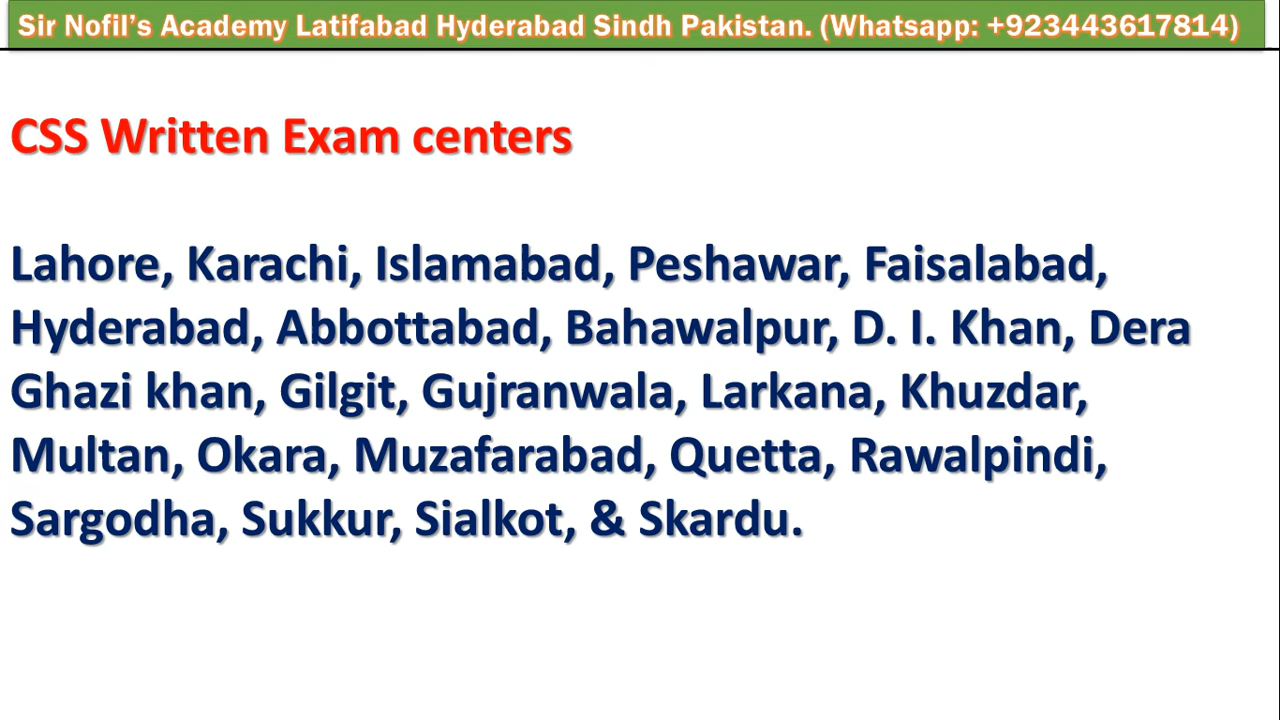 Sir Nofil’s Academy Latifabad Hyderabad Sindh Pakistan. (Whatsapp: +923443617814)
CSS Written Exam centers
Lahore, Karachi, Islamabad, Peshawar, Faisalabad,
Hyderabad, Abbottabad, Bahawalpur, D. I. Khan, Dera
Ghazi khan, Gilgit, Gujranwala, Larkana, Khuzdar,
Multan, Okara, Muzafarabad, Quetta, Rawalpindi,
Sargodha, Sukkur, Sialkot, & Skardu.